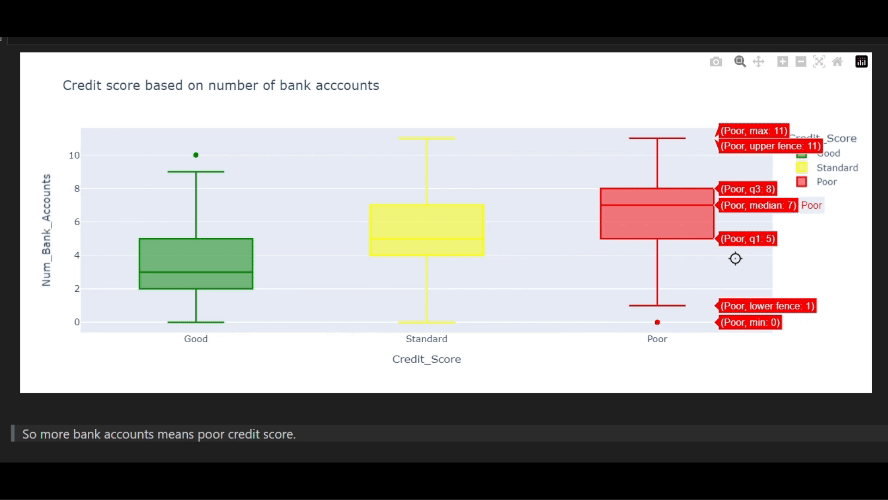 Credit score based on number of bank acccounts
Num_Bank_Accounts
10
8
6
4
2
0
Good
Standard
Poor
Credit_Score
(Poor, max: 11)
(Poor, upper fence: 11)
(Poor, q3: 8)
(Poor, median: 7) Poor
(Poor, q1: 5)
(Poor, lower fence: 1)
(Poor, min: 0)
Credit_Score
Good
Standard
Poor
So more bank accounts means poor credit score.